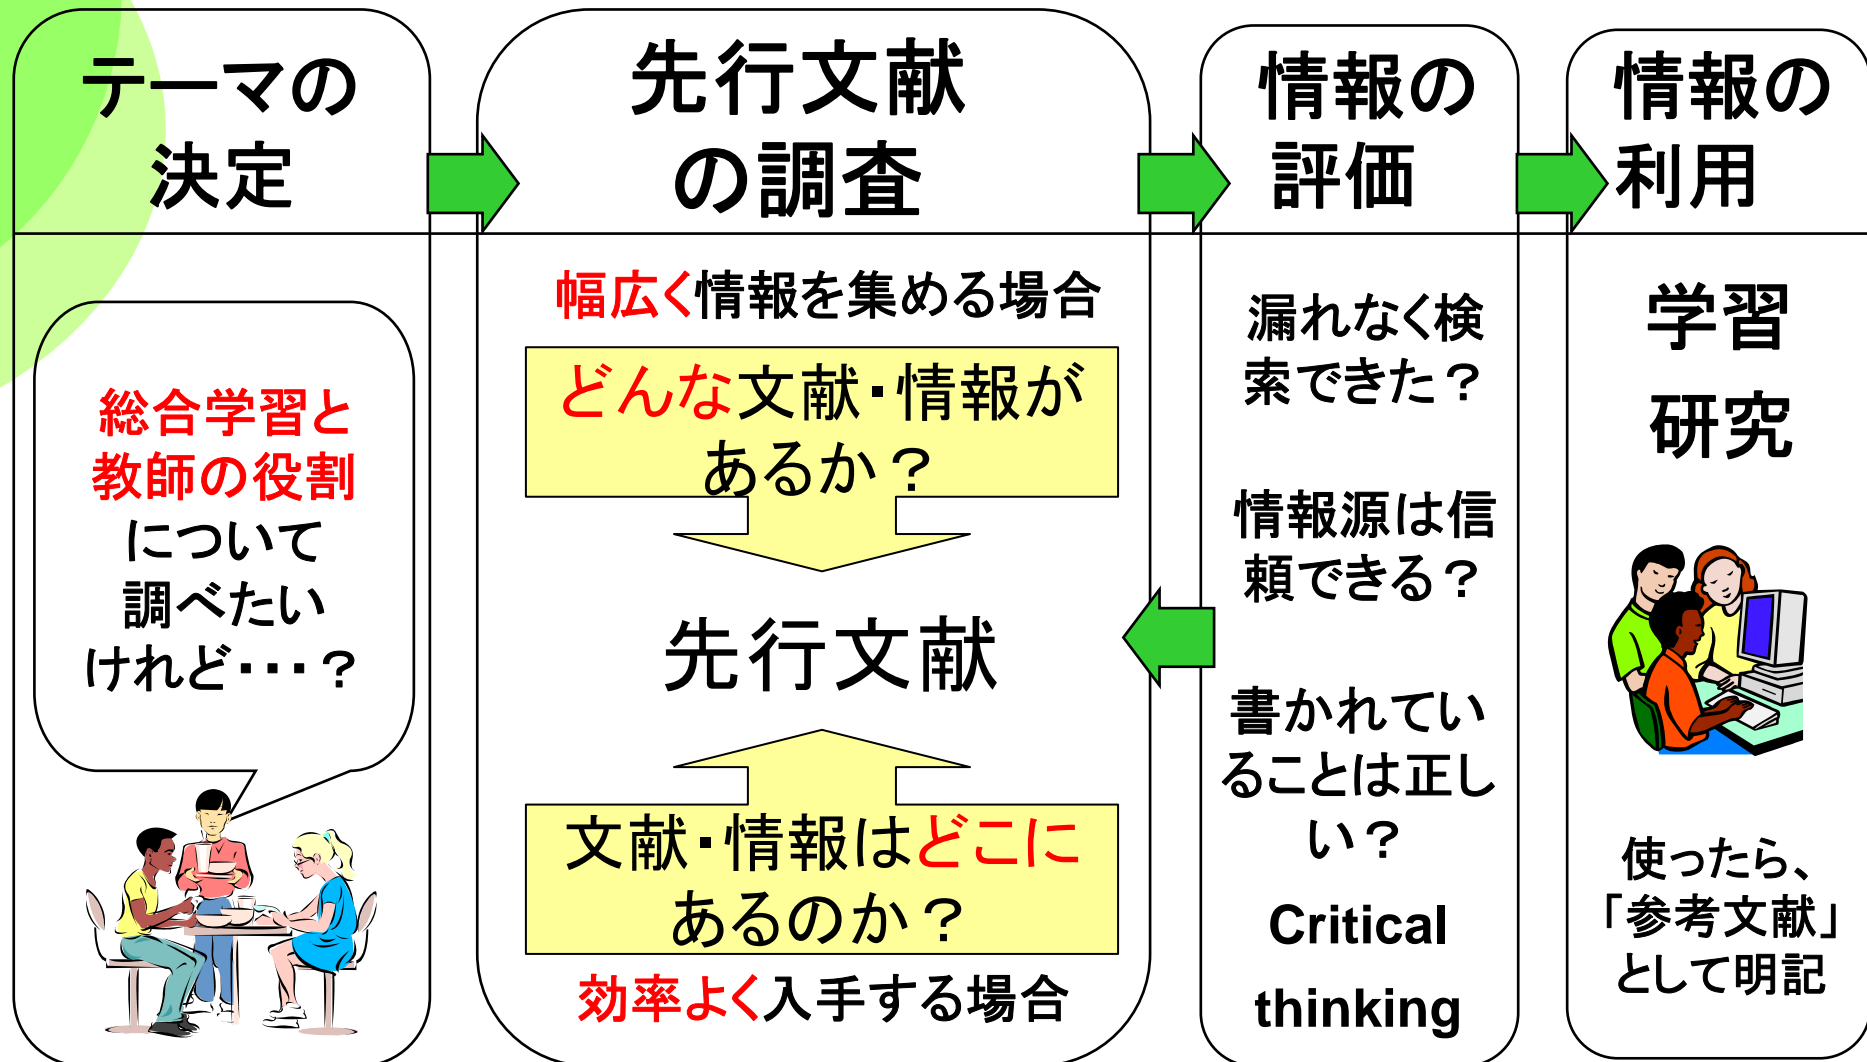 テーマの
決定
総合学習と
教師の役割
について
調べたい
けれど・・・？
先行文献
の調査
幅広く情報を集める場合
どんな文献・情報が
あるか？
先行文献
文献・情報はどこに
あるのか？
効率よく入手する場合
情報の
評価
漏れなく検
索できた？
情報源は信
頼できる？
書かれてい
ることは正し
い？
Critical
thinking
情報の
利用
学習
研究
使ったら、
「参考文献」
として明記